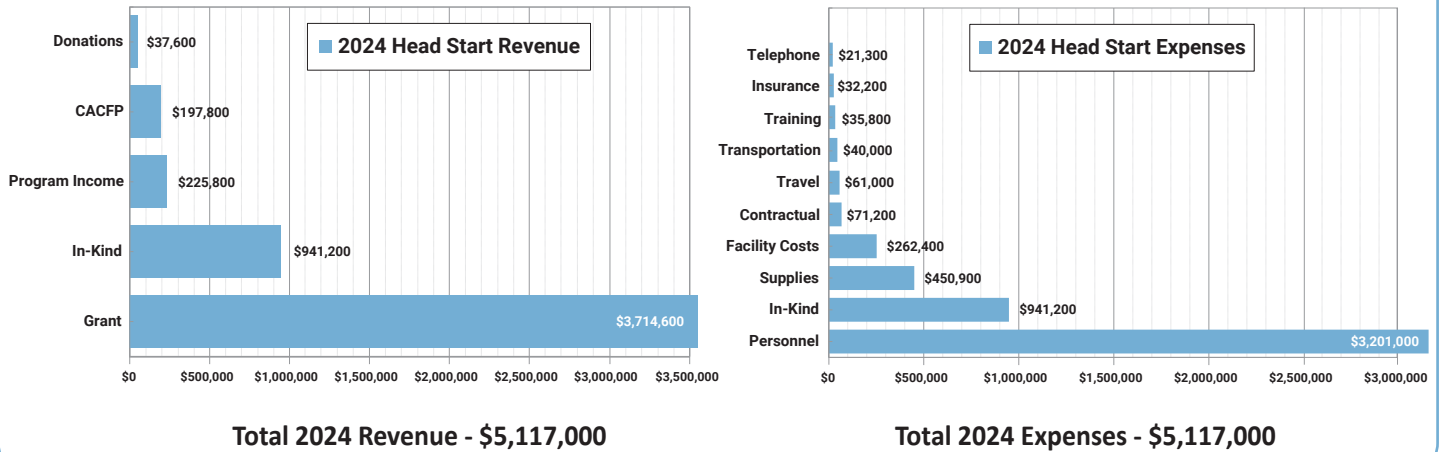 2024 Head Start Revenue
Donations $37,600
CACFP $197,800
Program Income $225,800
In-Kind $941,200
Grant $3,714,600
$0 $500,000 $1,000,000 $1,500,000 $2,000,000 $2,500,000 $3,000,000 $3,500,000
Total 2024 Revenue - $5,117,000
2024 Head Start Expenses
Telephone $21,300
Insurance $32,200
Training $35,800
Transportation $40,000
Travel $61,000
Contractual $71,200
Facility Costs $262,400
Supplies $450,900
In-Kind $941,200
Personnel $3,201,000
$0 $500,000 $1,000,000 $1,500,000 $2,000,000 $2,500,000 $3,000,000
Total 2024 Expenses - $5,117,000